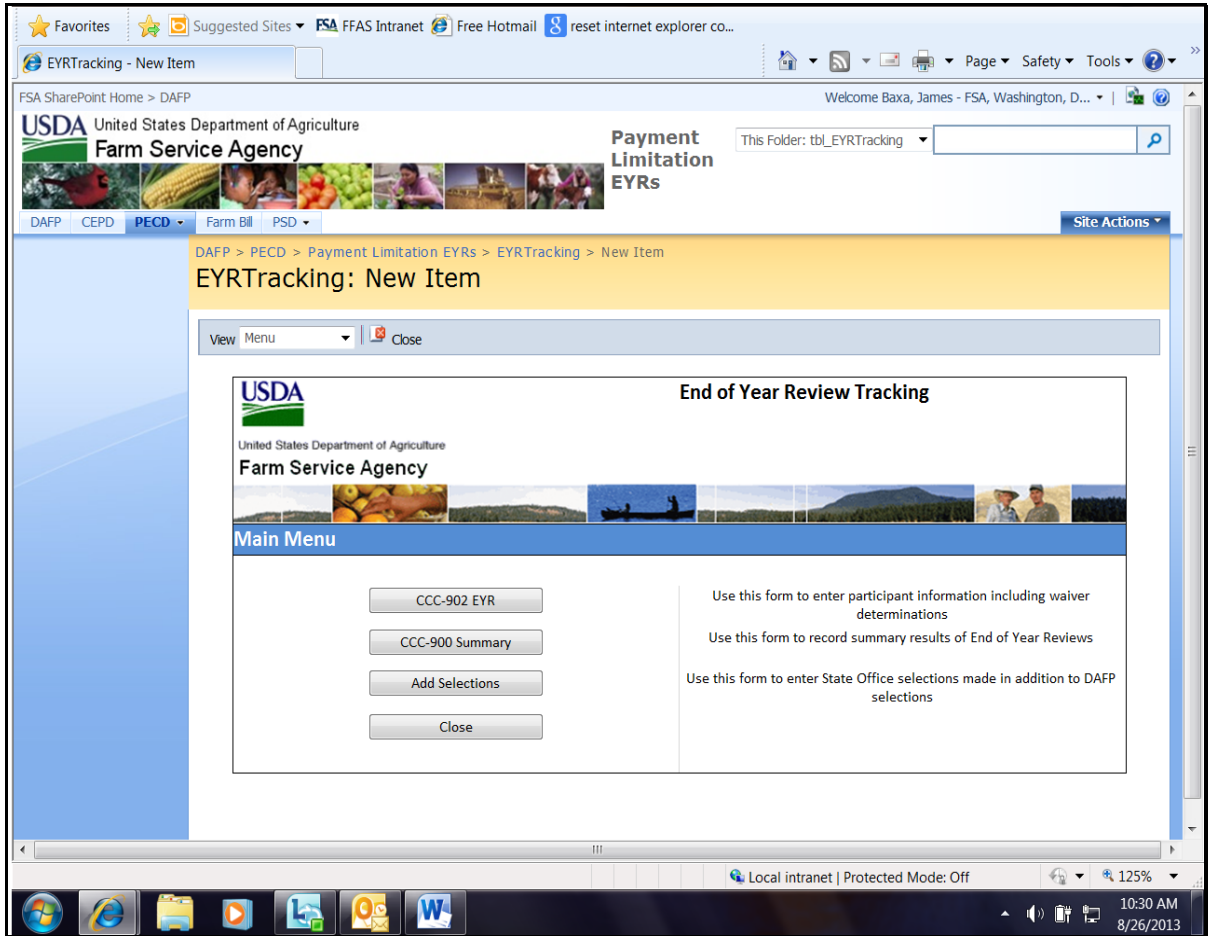 Favorites
Suggested Sites
FSA FFAS Intranet
Free Hotmail
8 reset internet explorer co...
EYRTracking - New Item
Page
Safety
Tools
»
FSA SharePoint Home > DAFP
Welcome Baxa, James - FSA, Washington, D...
USDA United States Department of Agriculture
Farm Service Agency
Payment
Limitation
EYRs
This Folder: tbl_EYRTracking
DAFP CEPD PECD Farm Bill PSD
Site Actions
DAFP > PECD > Payment Limitation EYRs > EYRTracking > New Item
EYRTracking: New Item
View Menu Close
USDA
End of Year Review Tracking
United States Department of Agriculture
Farm Service Agency
Main Menu
CCC-902 EYR
Use this form to enter participant information including waiver
determinations
CCC-900 Summary
Use this form to record summary results of End of Year Reviews
Add Selections
Use this form to enter State Office selections made in addition to DAFP
selections
Close
Local intranet | Protected Mode: Off
125%
10:30 AM
8/26/2013